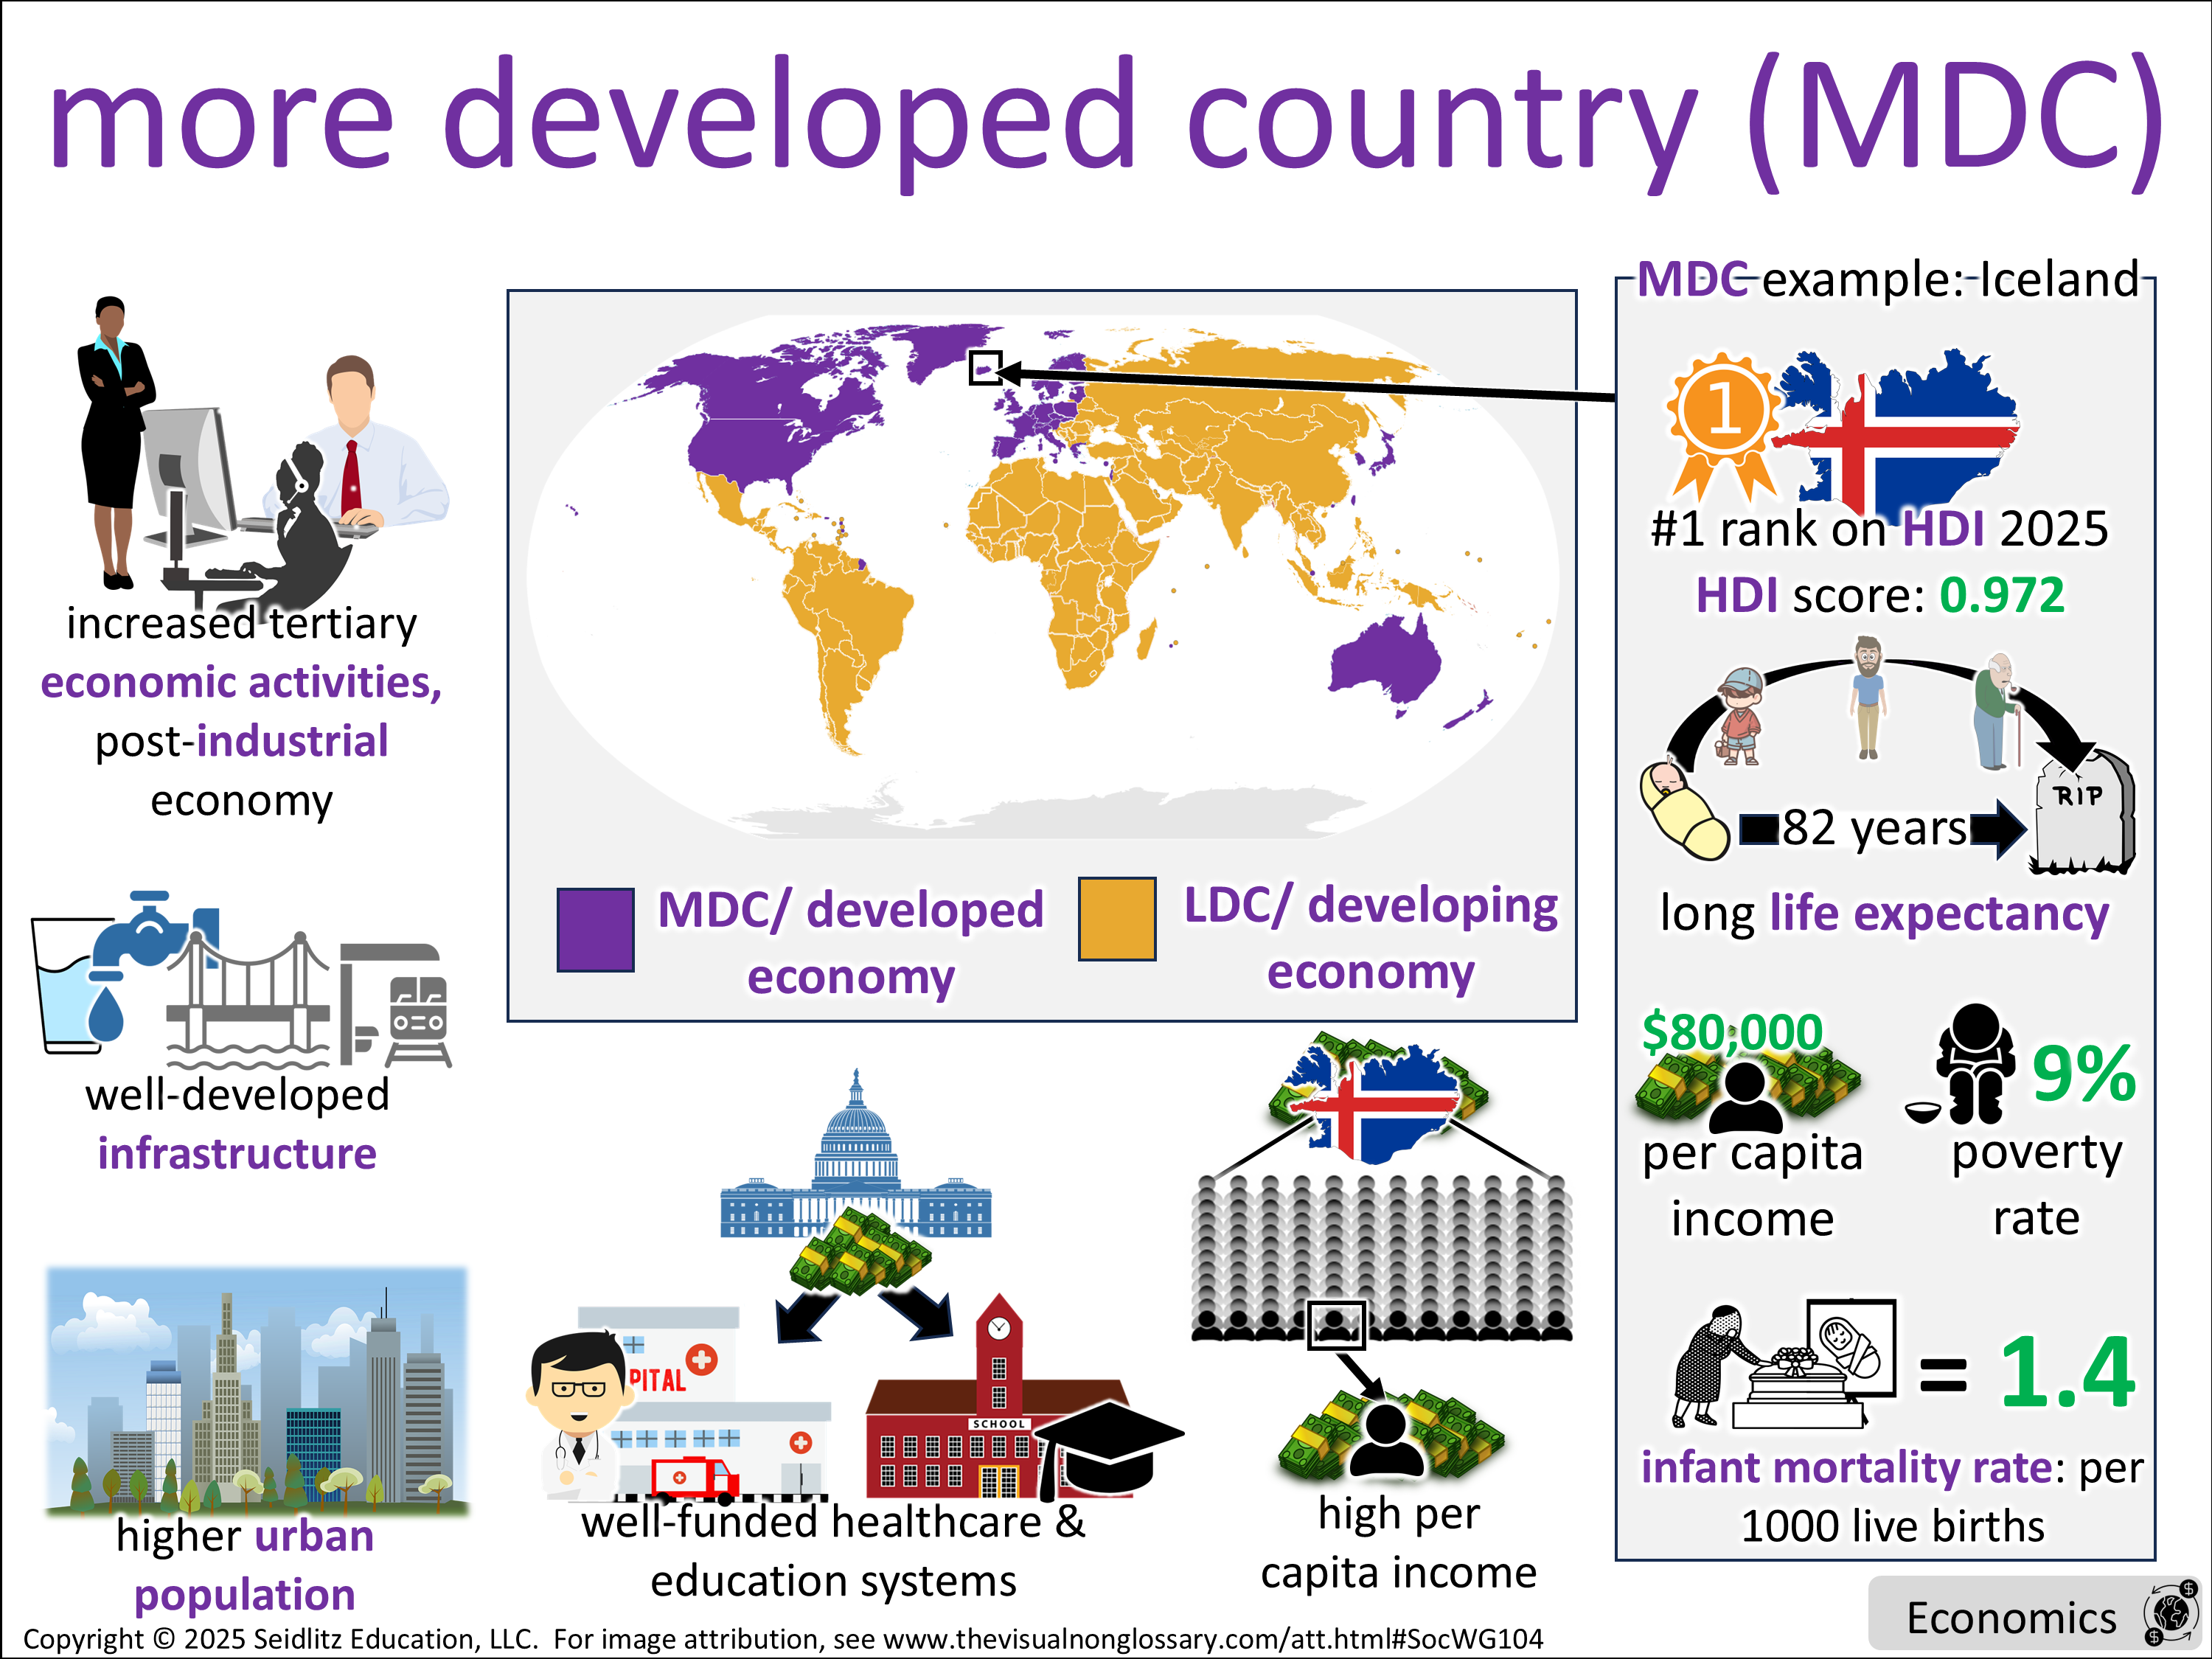 more developed country (MDC)
increased tertiary
economic activities,
post-industrial
economy
well-developed
infrastructure
higher urban
population
MDC/ developed
economy
LDC/ developing
economy
PITAL
SCHOOL
well-funded healthcare &
education systems
high per
capita income
MDC example: Iceland
1
#1 rank on HDI 2025
HDI score: 0.972
RIP
82 years
long life expectancy
$80,000
per capita
income
9%
poverty
rate
= 1.4
infant mortality rate: per
1000 live births
Economics
$
$
Copyright © 2025 Seidlitz Education, LLC. For image attribution, see www.thevisualnonglossary.com/att.html#SocWG104